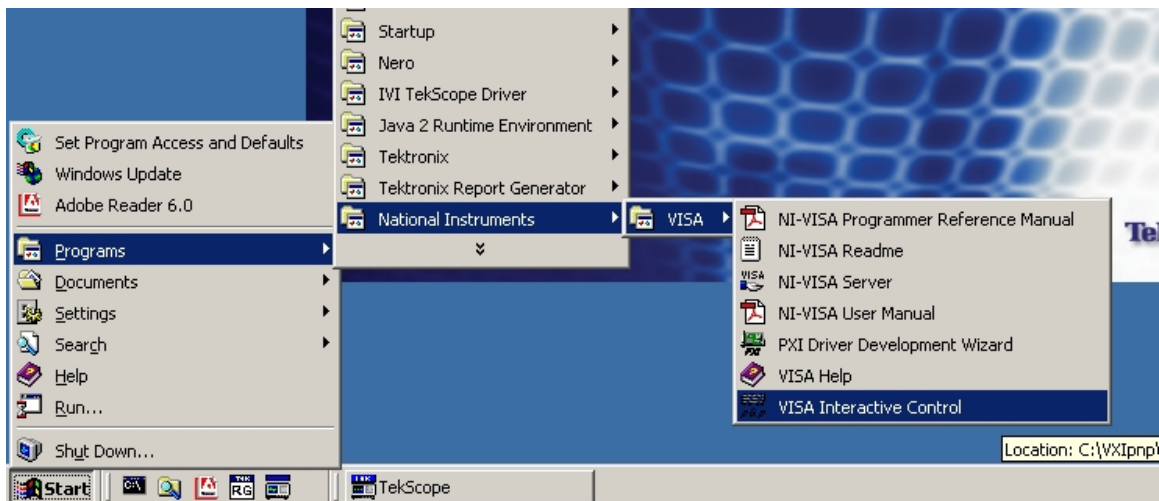 Startup
Nero
IVI TekScope Driver
Java 2 Runtime Environment
Tektronix
Tektronix Report Generator
National Instruments
VISA
NI-VISA Programmer Reference Manual
NI-VISA Readme
NI-VISA Server
NI-VISA User Manual
PXI Driver Development Wizard
VISA Help
VISA Interactive Control
Set Program Access and Defaults
Windows Update
Adobe Reader 6.0
Programs
Documents
Settings
Search
Help
Run...
Shut Down...
Tek
Location: C:\VXIpnp\
Start
TEK
RG
TekScope